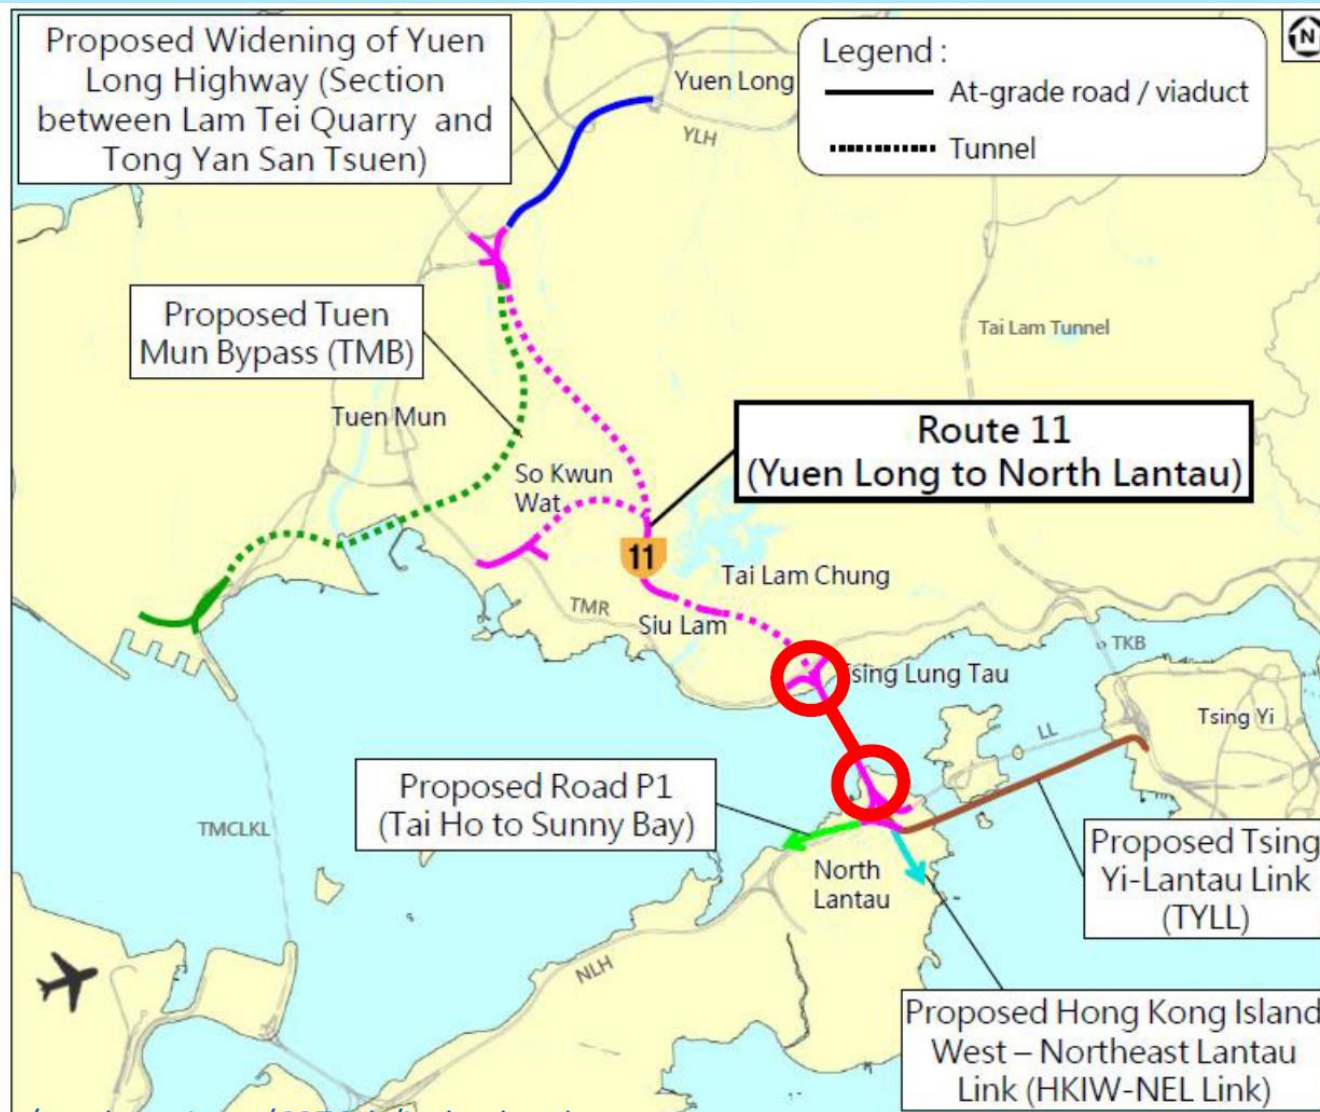 Proposed Widening of Yuen
Long Highway (Section
between Lam Tei Quarry and
Tong Yan San Tsuen)
Yuen Long
YLH
Legend :
At-grade road / viaduct
Tunnel
N
Proposed Tuen
Mun Bypass (TMB)
Tai Lam Tunnel
Tuen Mun
Route 11
(Yuen Long to North Lantau)
So Kwun
Wat
11
Tai Lam Chung
TMR
Siu Lam
TKB
Tsing Lung Tau
Tsing Yi
LL
Proposed Road P1
(Tai Ho to Sunny Bay)
TMCLKL
Proposed Tsing
Yi-Lantau Link
(TYLL)
North
Lantau
NLH
Proposed Hong Kong Island
West – Northeast Lantau
Link (HKIW-NEL Link)